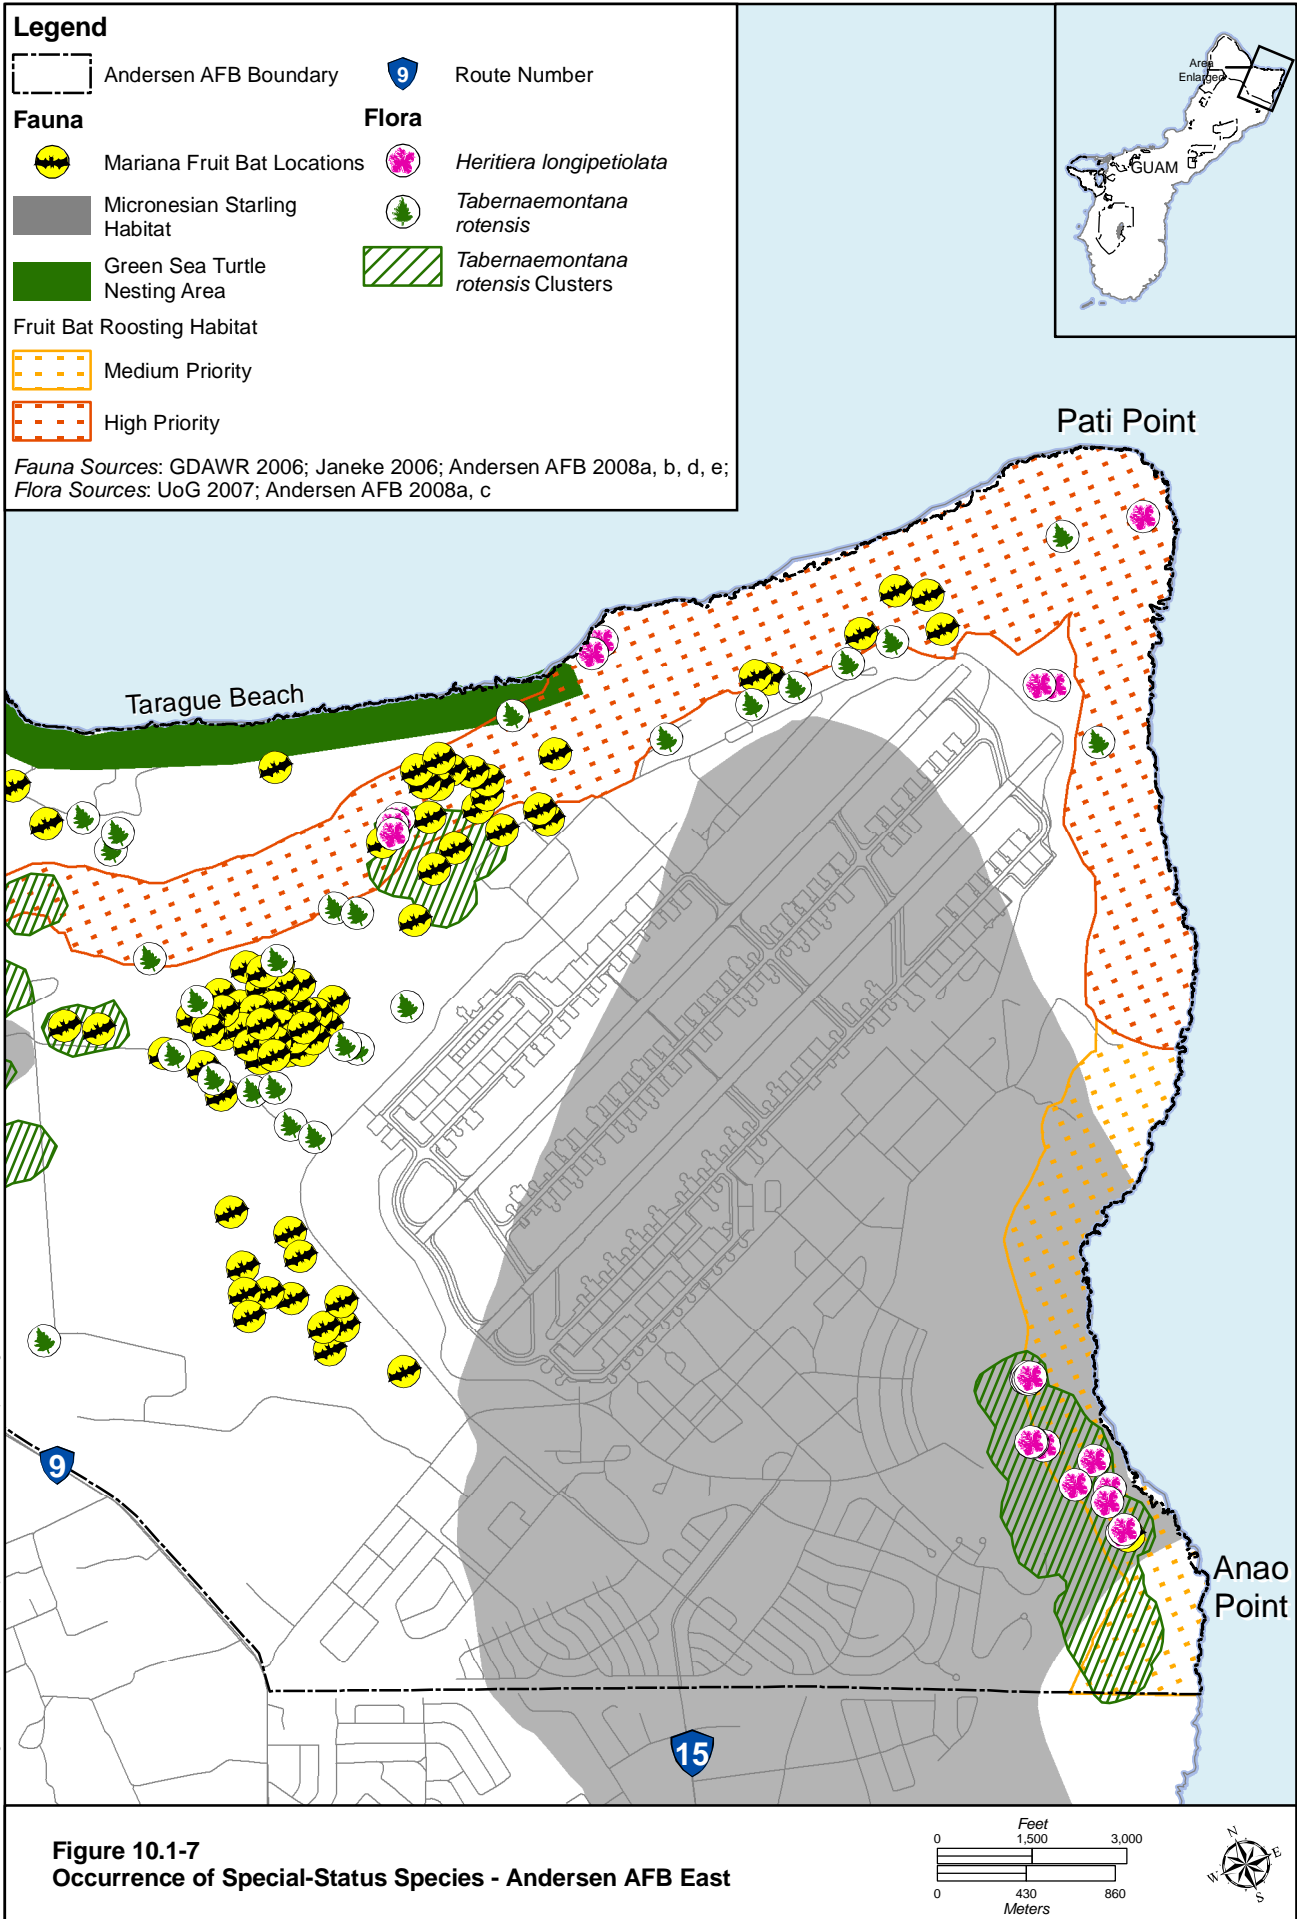 Legend
Andersen AFB Boundary
9
Route Number
Fauna
Flora
Mariana Fruit Bat Locations
Heritiera longipetiolata
Micronesian Starling
Habitat
Tabernaemontana
rotensis
Green Sea Turtle
Nesting Area
Tabernaemontana
rotensis Clusters
Fruit Bat Roosting Habitat
Medium Priority
High Priority
Fauna Sources: GDAWR 2006; Janeke 2006; Andersen AFB 2008a, b, d, e;
Flora Sources: UoG 2007; Andersen AFB 2008a, c
Area
Enlarged
GUAM
Pati Point
Tarague Beach
9
Anao
Point
15
Figure 10.1-7
Occurrence of Special-Status Species - Andersen AFB East
Feet
0 1,500 3,000
0 430 860
Meters
N
E
W
S